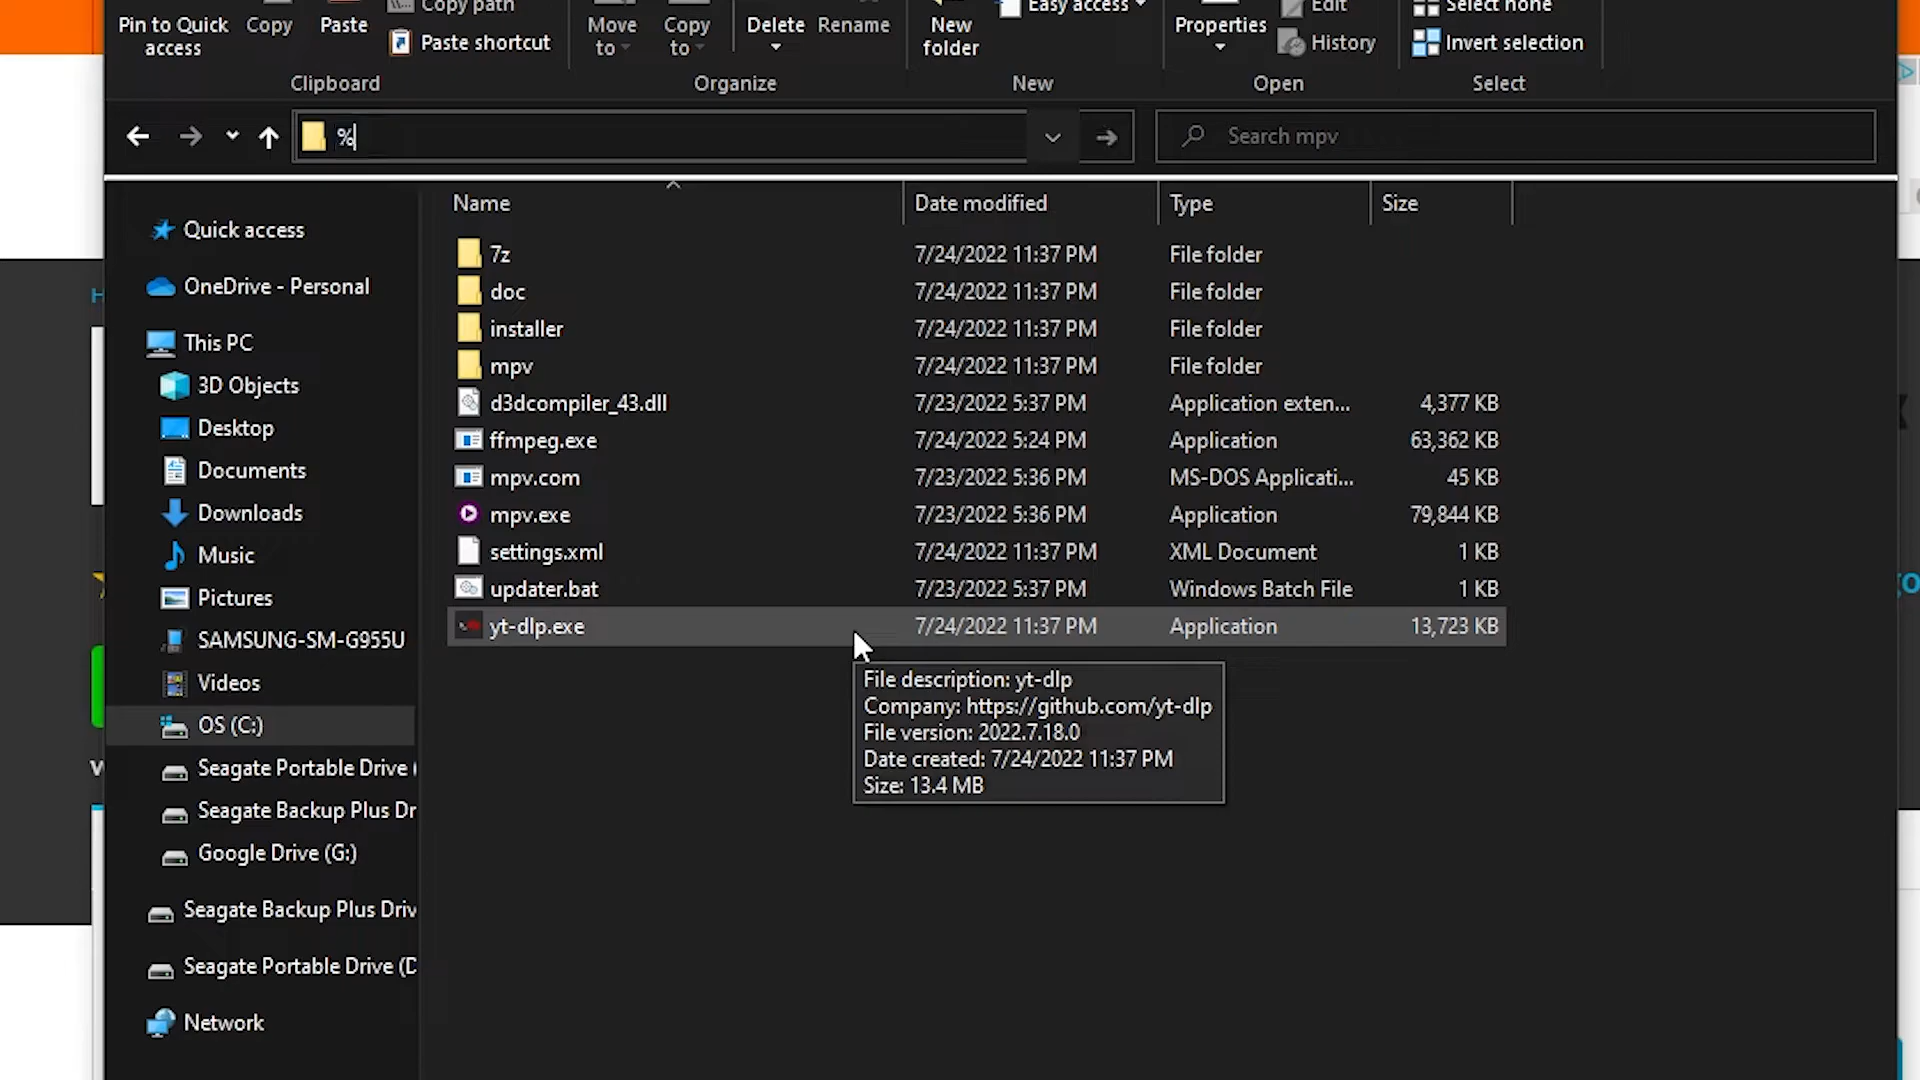 Copy path
Easy access
Edit
Select none
Pin to Quick access
Copy
Paste
Paste shortcut
Move to
Copy to
Delete
Rename
New folder
Properties
History
Invert selection
Clipboard
Organize
New
Open
Select
%
Search mpv
Name
Date modified
Type
Size
Quick access
OneDrive - Personal
This PC
3D Objects
Desktop
Documents
Downloads
Music
Pictures
SAMSUNG-SM-G955U
Videos
OS (C:)
Seagate Portable Drive (
Seagate Backup Plus Dr
Google Drive (G:)
Seagate Backup Plus Driv
Seagate Portable Drive (D
Network
7z 7/24/2022 11:37 PM File folder
doc 7/24/2022 11:37 PM File folder
installer 7/24/2022 11:37 PM File folder
mpv 7/24/2022 11:37 PM File folder
d3dcompiler_43.dll 7/23/2022 5:37 PM Application exten... 4,377 KB
ffmpeg.exe 7/24/2022 5:24 PM Application 63,362 KB
mpv.com 7/23/2022 5:36 PM MS-DOS Applicati... 45 KB
mpv.exe 7/23/2022 5:36 PM Application 79,844 KB
settings.xml 7/24/2022 11:37 PM XML Document 1 KB
updater.bat 7/23/2022 5:37 PM Windows Batch File 1 KB
yt-dlp.exe 7/24/2022 11:37 PM Application 13,723 KB
File description: yt-dlp
Company: https://github.com/yt-dlp
File version: 2022.7.18.0
Date created: 7/24/2022 11:37 PM
Size: 13.4 MB